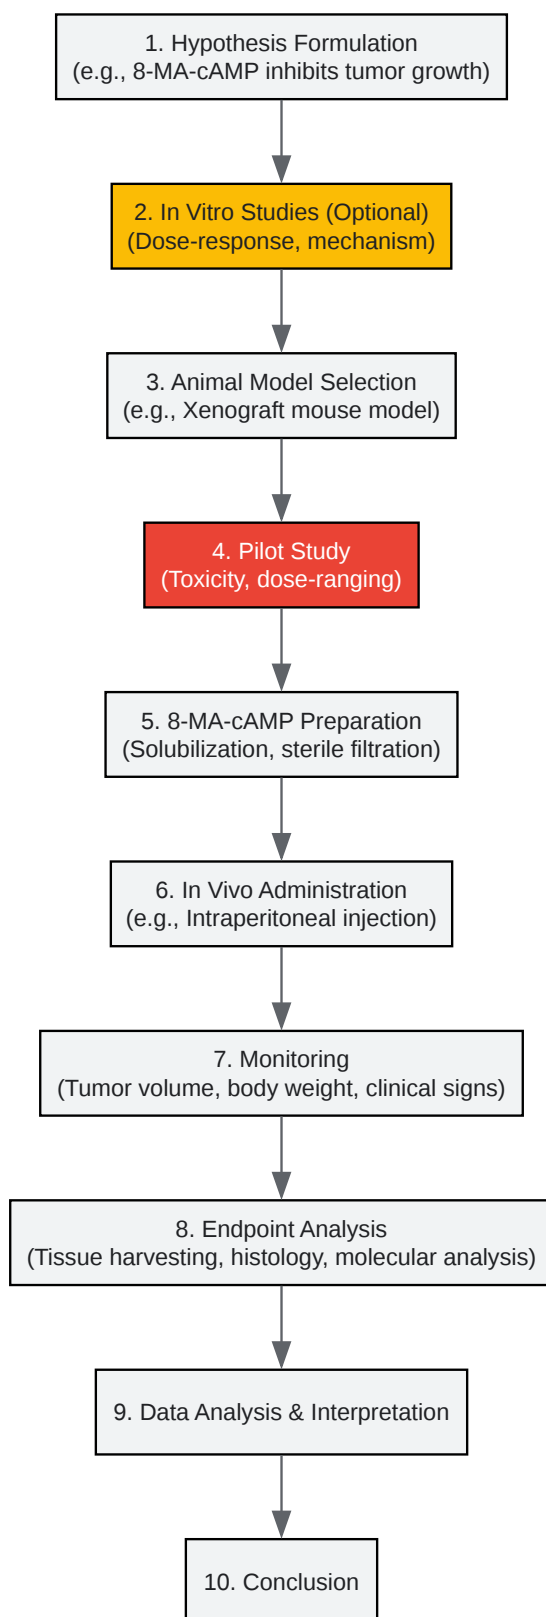 1. Hypothesis Formulation
(e.g., 8-MA-cAMP inhibits tumor growth)
2. In Vitro Studies (Optional)
(Dose-response, mechanism)
3. Animal Model Selection
(e.g., Xenograft mouse model)
4. Pilot Study
(Toxicity, dose-ranging)
5. 8-MA-cAMP Preparation
(Solubilization, sterile filtration)
6. In Vivo Administration
(e.g., Intraperitoneal injection)
7. Monitoring
(Tumor volume, body weight, clinical signs)
8. Endpoint Analysis
(Tissue harvesting, histology, molecular analysis)
9. Data Analysis & Interpretation
10. Conclusion